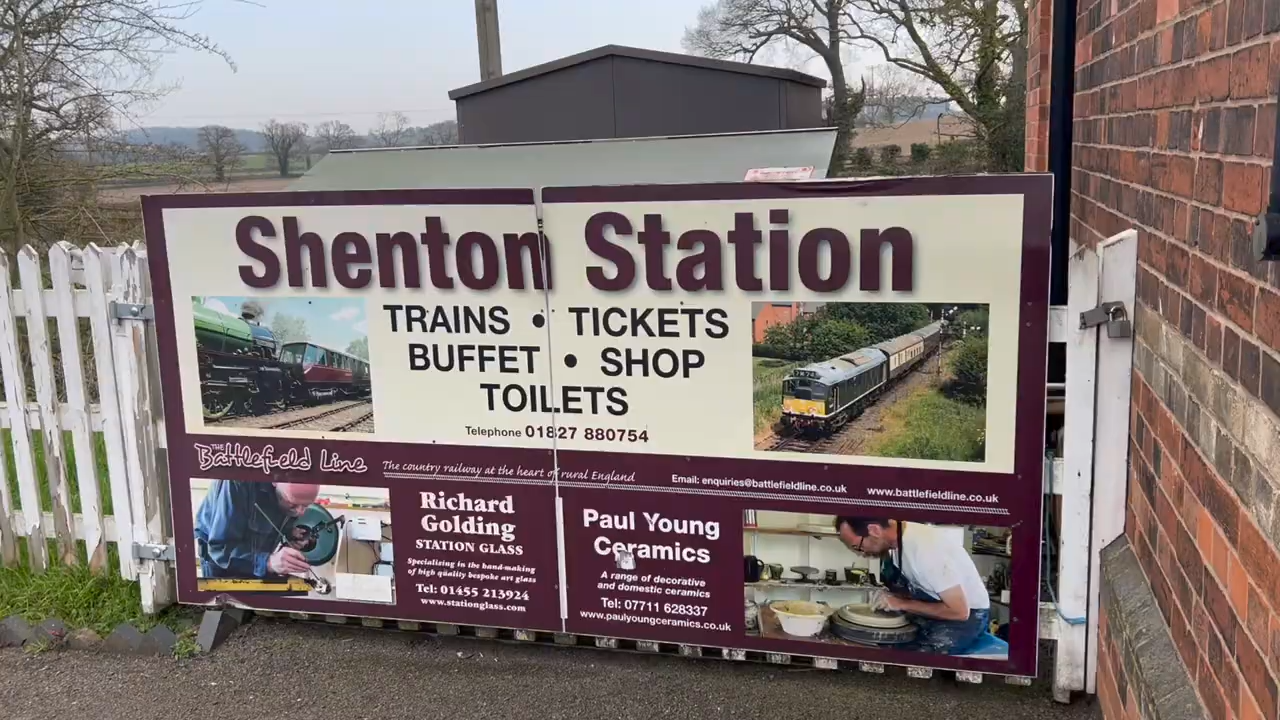 Shenton Station
TRAINS • TICKETS
BUFFET • SHOP
TOILETS
Telephone 01827 880754
THE Battlefield Line
The country railway at the heart of rural England
Email: enquiries@battlefieldline.co.uk
www.battlefieldline.co.uk
Richard
Golding
STATION GLASS
Specializing in the hand-making
of high quality bespoke art glass
Tel: 01455 213924
www.stationglass.com
Paul Young
Ceramics
A range of decorative
and domestic ceramics
Tel: 07711 628337
www.paulyoungceramics.co.uk